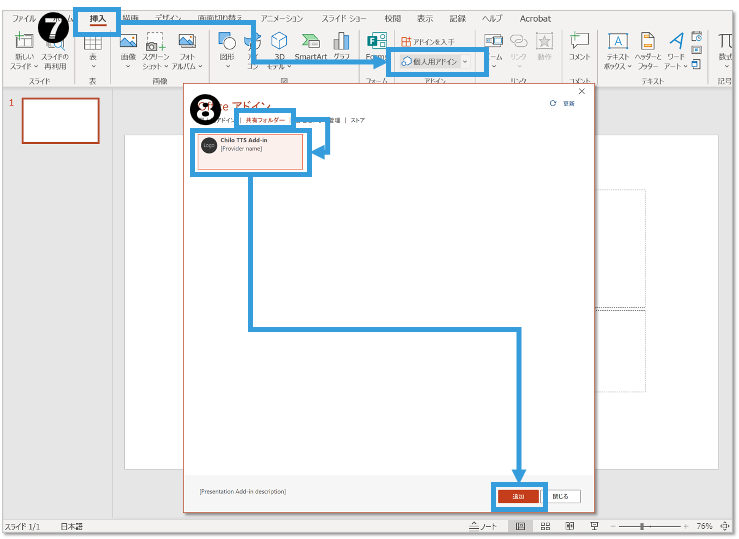 ファイル 挿入 描画 デザイン 画面切り替え アニメーション スライド ショー 校閲 表示 記録 ヘルプ Acrobat
7
新しい スライド
スライドの 再利用
表
画像
スクリーン ショット
フォト アルバム
図形
3D モデル
SmartArt
グラフ
Forms
アドインを入手
個人用アドイン
リンク
動作
コメント
テキスト ボックス
ヘッダーと フッター
ワード アート
数式
スライド 表 画像 図 フォーム アドイン リンク コメント テキスト 記号
1
8
アドイン
更新
共有フォルダー
管理 | ストア
Logo
Chilo TTS Add-in
[Provider name]
[Presentation Add-in description]
追加
閉じる
スライド 1/1 日本語 ノート 76%